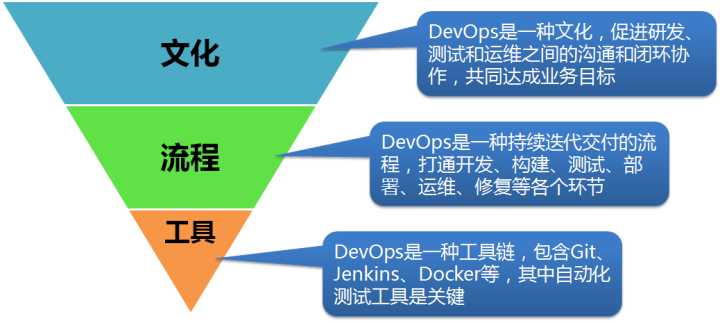 文化
DevOps是一种文化，促进研发、
测试和运维之间的沟通和闭环协
作，共同达成业务目标
流程
DevOps是一种持续迭代交付的流
程，打通开发、构建、测试、部
署、运维、修复等各个环节
工具
DevOps是一种工具链，包含Git、
Jenkins、Docker等，其中自动化
测试工具是关键